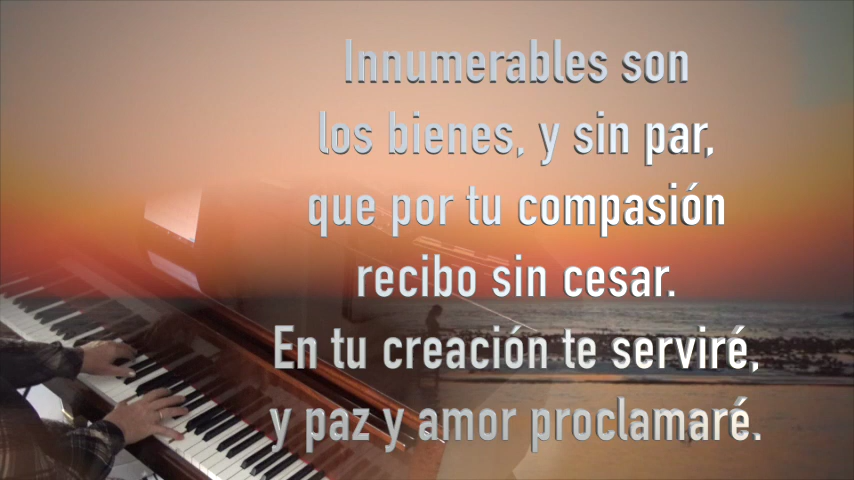 Innumerables son
los bienes, y sin par,
que por tu compasión
recibo sin cesar.
En tu creación te serviré,
y paz y amor proclamaré.